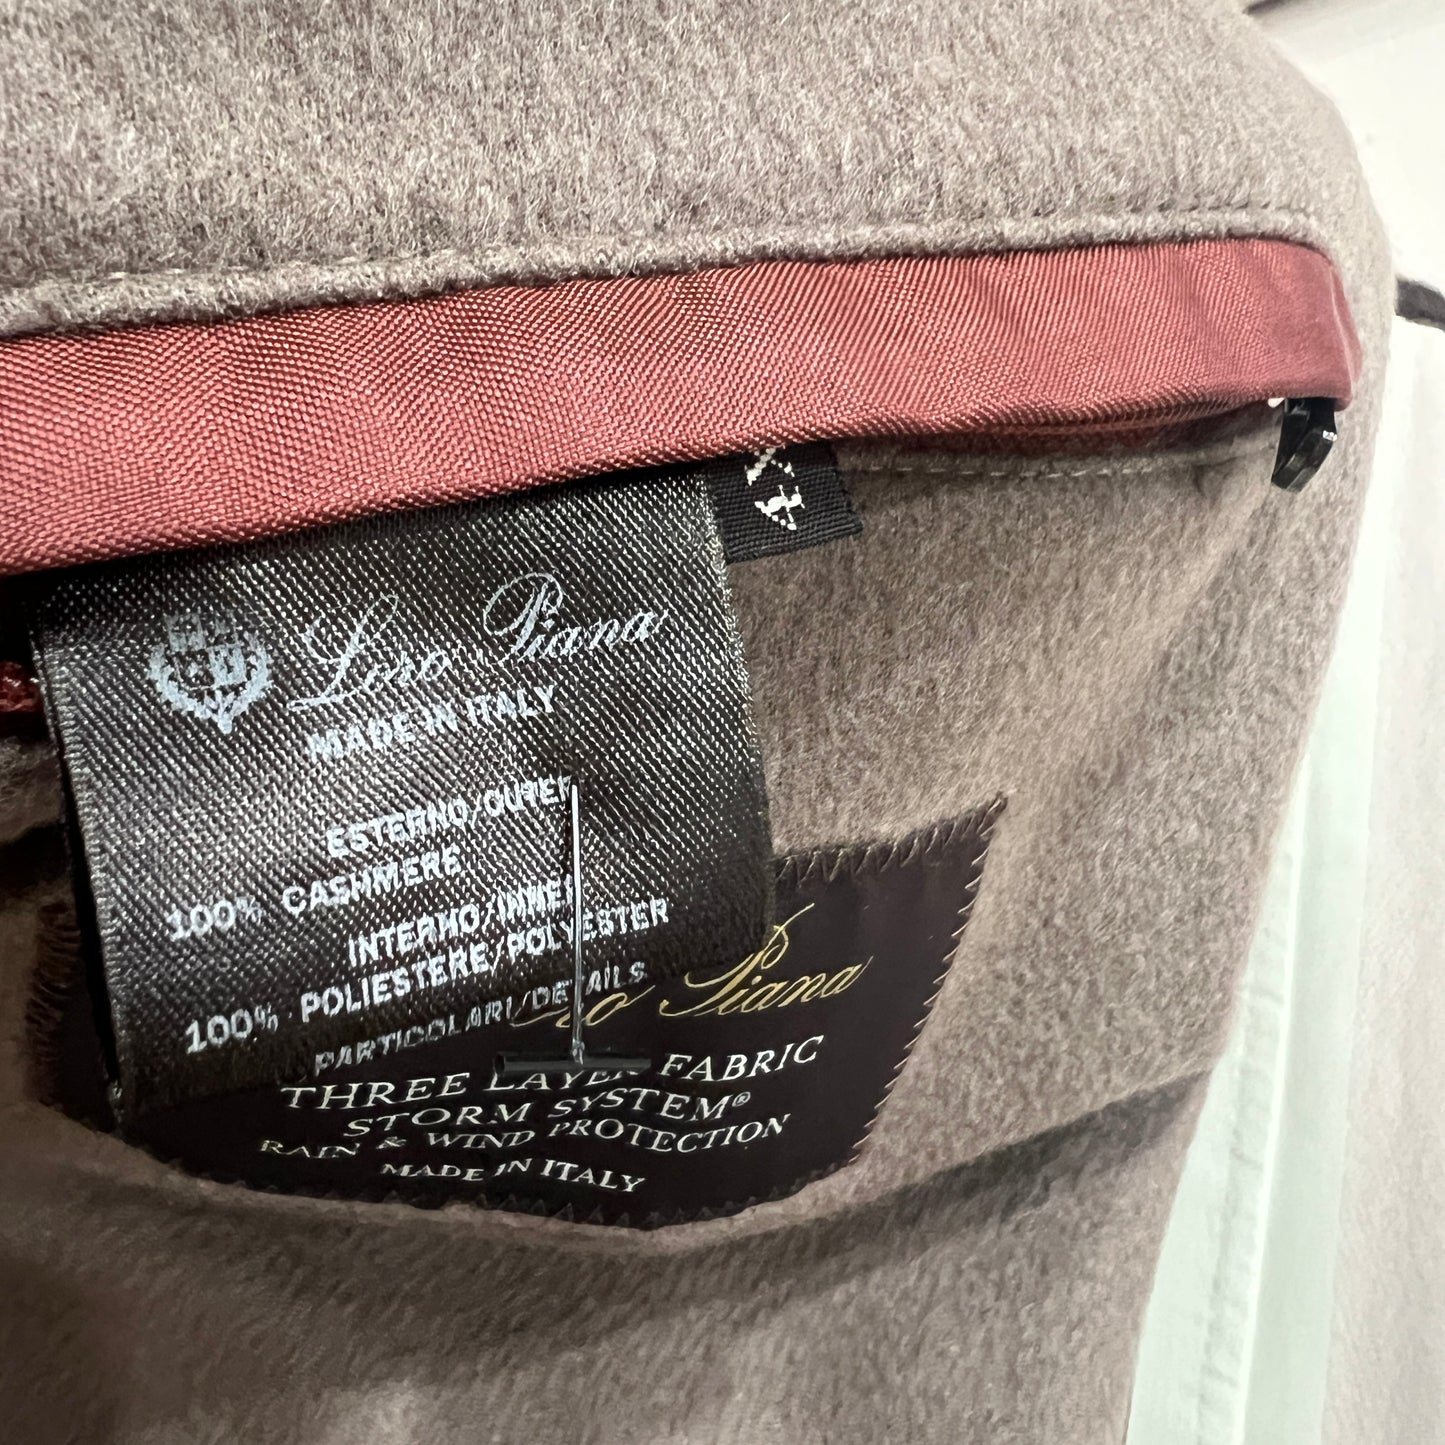 Loro Piana
MADE IN ITALY
ESTERNO/OUTER
100% CASHMERE
INTERNO/INNER
100% POLIESTERE/POLYESTER
PARTICOLARI/DETAILS
Piana
THREE LAYER FABRIC
STORM SYSTEM®
RAIN & WIND PROTECTION
MADE IN ITALY